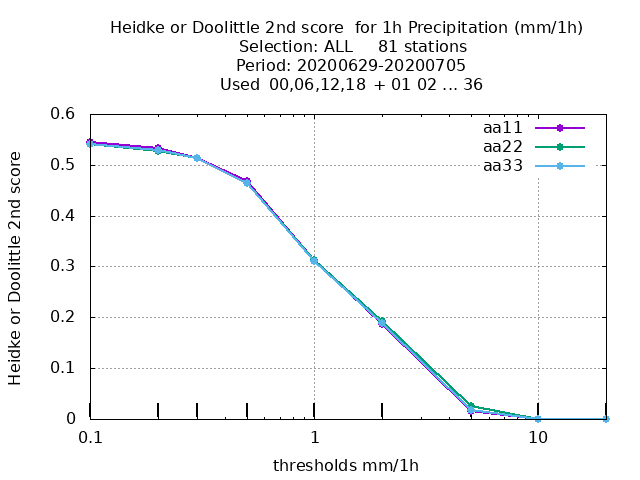 Heidke or Doolittle 2nd score  for 1h Precipitation (mm/1h)
Selection: ALL     81 stations
Period: 20200629-20200705
Used  00,06,12,18  + 01 02 ... 36
aa11
aa22
aa33
Heidke or Doolittle 2nd score
0.6
0.5
0.4
0.3
0.2
0.1
0
0.1 1 10
thresholds mm/1h